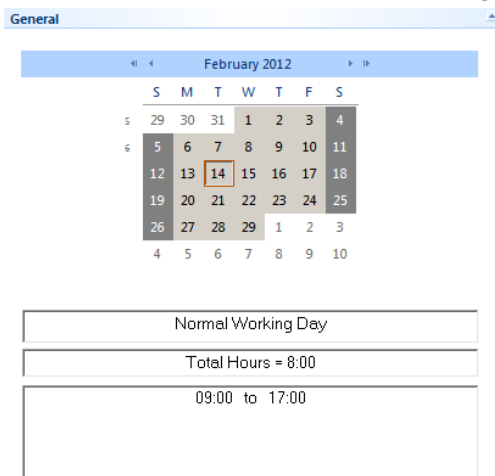 General
February 2012
S M T W T F S
5 29 30 31 1 2 3 4
6 5 6 7 8 9 10 11
12 13 14 15 16 17 18
19 20 21 22 23 24 25
26 27 28 29 1 2 3
4 5 6 7 8 9 10
Normal Working Day
Total Hours = 8:00
09:00 to 17:00